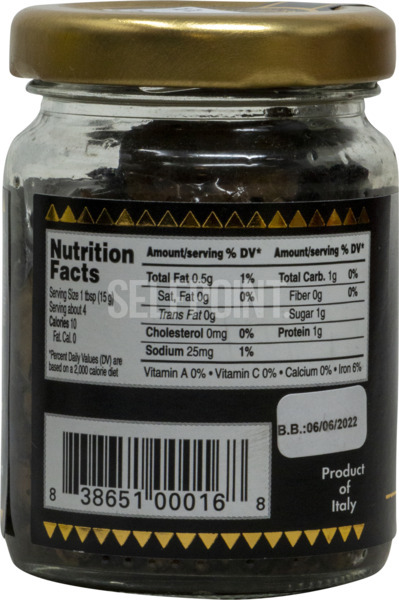 Nutrition Facts
Serving Size 1 tbsp (15 g)
Serving about 4
Calories 10
Fat. Cal. 0
*Percent Daily Values (DV) are
based on a 2,000 calorie diet
Amount/serving % DV*
Total Fat 0.5g 1%
Sat, Fat 0g 0%
Trans Fat 0g
Cholesterol 0mg 0%
Sodium 25mg 1%
Amount/serving % DV*
Total Carb. 1g 0%
Fiber 0g 0%
Sugar 1g
Protein 1g
Vitamin A 0% • Vitamin C 0% • Calcium 0% • Iron 6%
B.B.:06/06/2022
8 38651 00016 8
Product
of
Italy